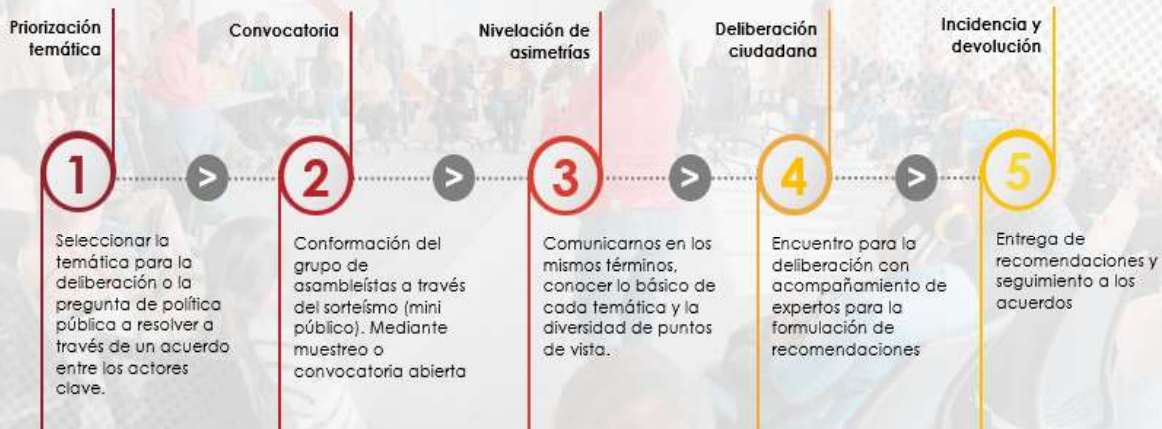 Priorización
temática
1
Seleccionar la
temática para la
deliberación o la
pregunta de política
pública a resolver a
través de un acuerdo
entre los actores
clave.
>
Convocatoria
2
Conformación del
grupo de
asambleístas a través
del sorteísmo (mini
público). Mediante
muestreo o
convocatoria abierta
>
Nivelación de
asimetrías
3
Comunicarnos en los
mismos términos,
conocer lo básico de
cada temática y la
diversidad de puntos
de vista.
>
Deliberación
ciudadana
4
Encuentro para la
deliberación con
acompañamiento de
expertos para la
formulación de
recomendaciones
>
Incidencia y
devolución
5
Entrega de
recomendaciones y
seguimiento a los
acuerdos